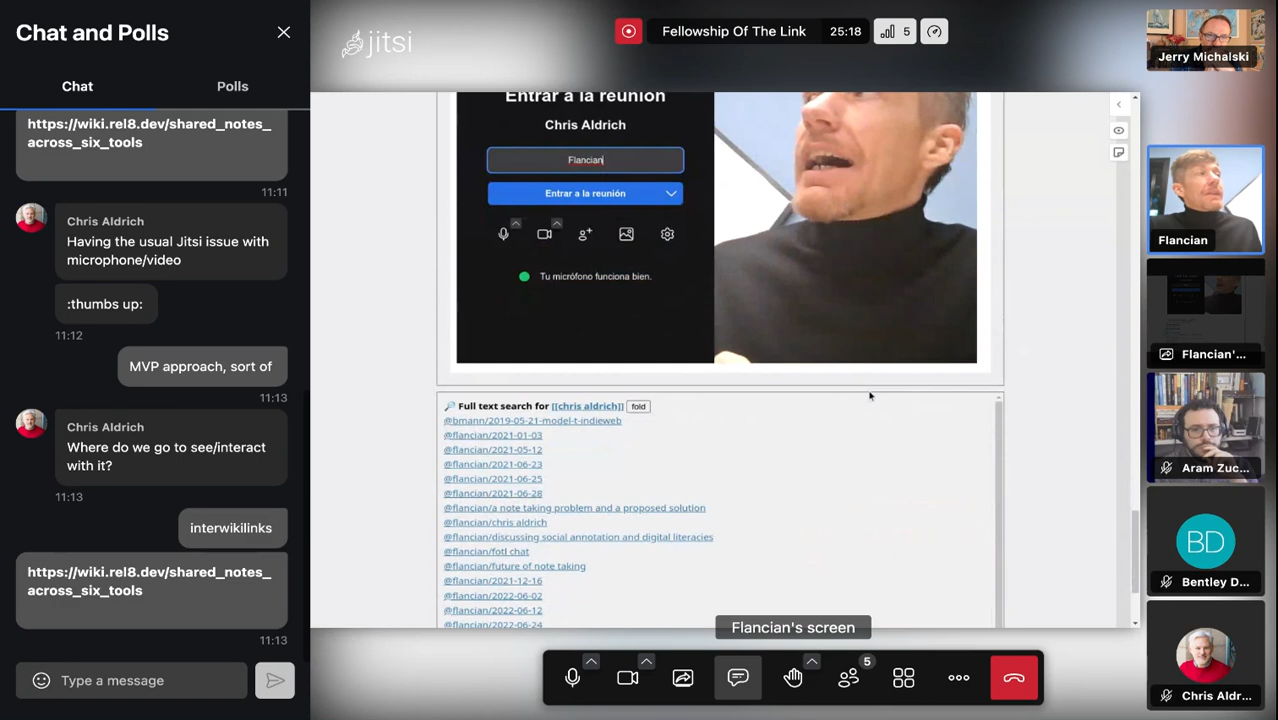 Chat and Polls
Chat
Polls
https://wiki.rel8.dev/shared_notes_
across_six_tools
11:11
Chris Aldrich
Having the usual Jitsi issue with
microphone/video
:thumbs up:
11:12
MVP approach, sort of
11:13
Chris Aldrich
Where do we go to see/interact
with it?
11:13
interwikilinks
https://wiki.rel8.dev/shared_notes_
across_six_tools
11:13
Type a message
jitsi
Fellowship Of The Link
25:18
5
Entrar a la reunión
Chris Aldrich
Flancian
Entrar a la reunión
Tu micrófono funciona bien.
🔎 Full text search for [[chris aldrich]] fold
@bmann/2019-05-21-model-t-indieweb
@flancian/2021-01-03
@flancian/2021-05-12
@flancian/2021-06-23
@flancian/2021-06-25
@flancian/2021-06-28
@flancian/a note taking problem and a proposed solution
@flancian/chris aldrich
@flancian/discussing social annotation and digital literacies
@flancian/fotl chat
@flancian/future of note taking
@flancian/2021-12-16
@flancian/2022-06-02
@flancian/2022-06-12
@flancian/2022-06-24
Flancian's screen
5
Jerry Michalski
Flancian
Flancian'...
Aram Zuc...
BD
Bentley D...
Chris Aldr...